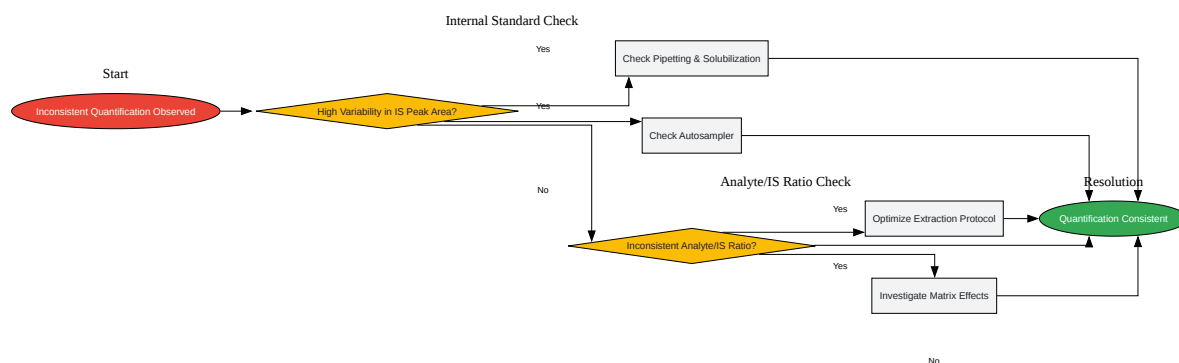 Internal Standard Check
Yes
Check Pipetting & Solubilization
Start
Inconsistent Quantification Observed
High Variability in IS Peak Area?
Yes
Check Autosampler
No
Analyte/IS Ratio Check
Resolution
Yes
Optimize Extraction Protocol
Quantification Consistent
Inconsistent Analyte/IS Ratio?
Yes
Investigate Matrix Effects
No